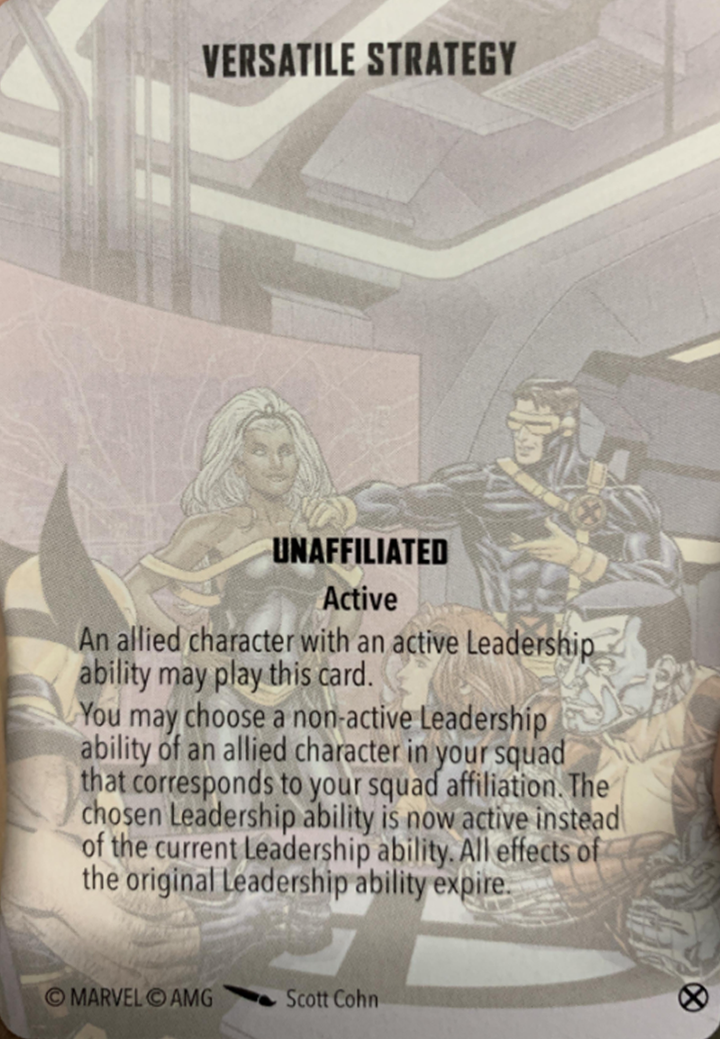 VERSATILE STRATEGY
UNAFFILIATED
Active
An allied character with an active Leadership
ability may play this card.
You may choose a non-active Leadership
ability of an allied character in your squad
that corresponds to your squad affiliation. The
chosen Leadership ability is now active instead
of the current Leadership ability. All effects of
the original Leadership ability expire.
© MARVEL © AMG Scott Cohn